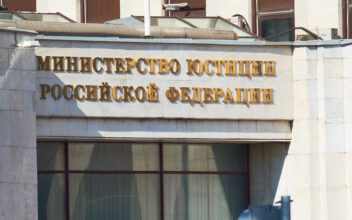 МИНИСТЕРСТВО ЮСТИЦИИ
РОССИЙСКОЙ ФЕДЕРАЦИИ